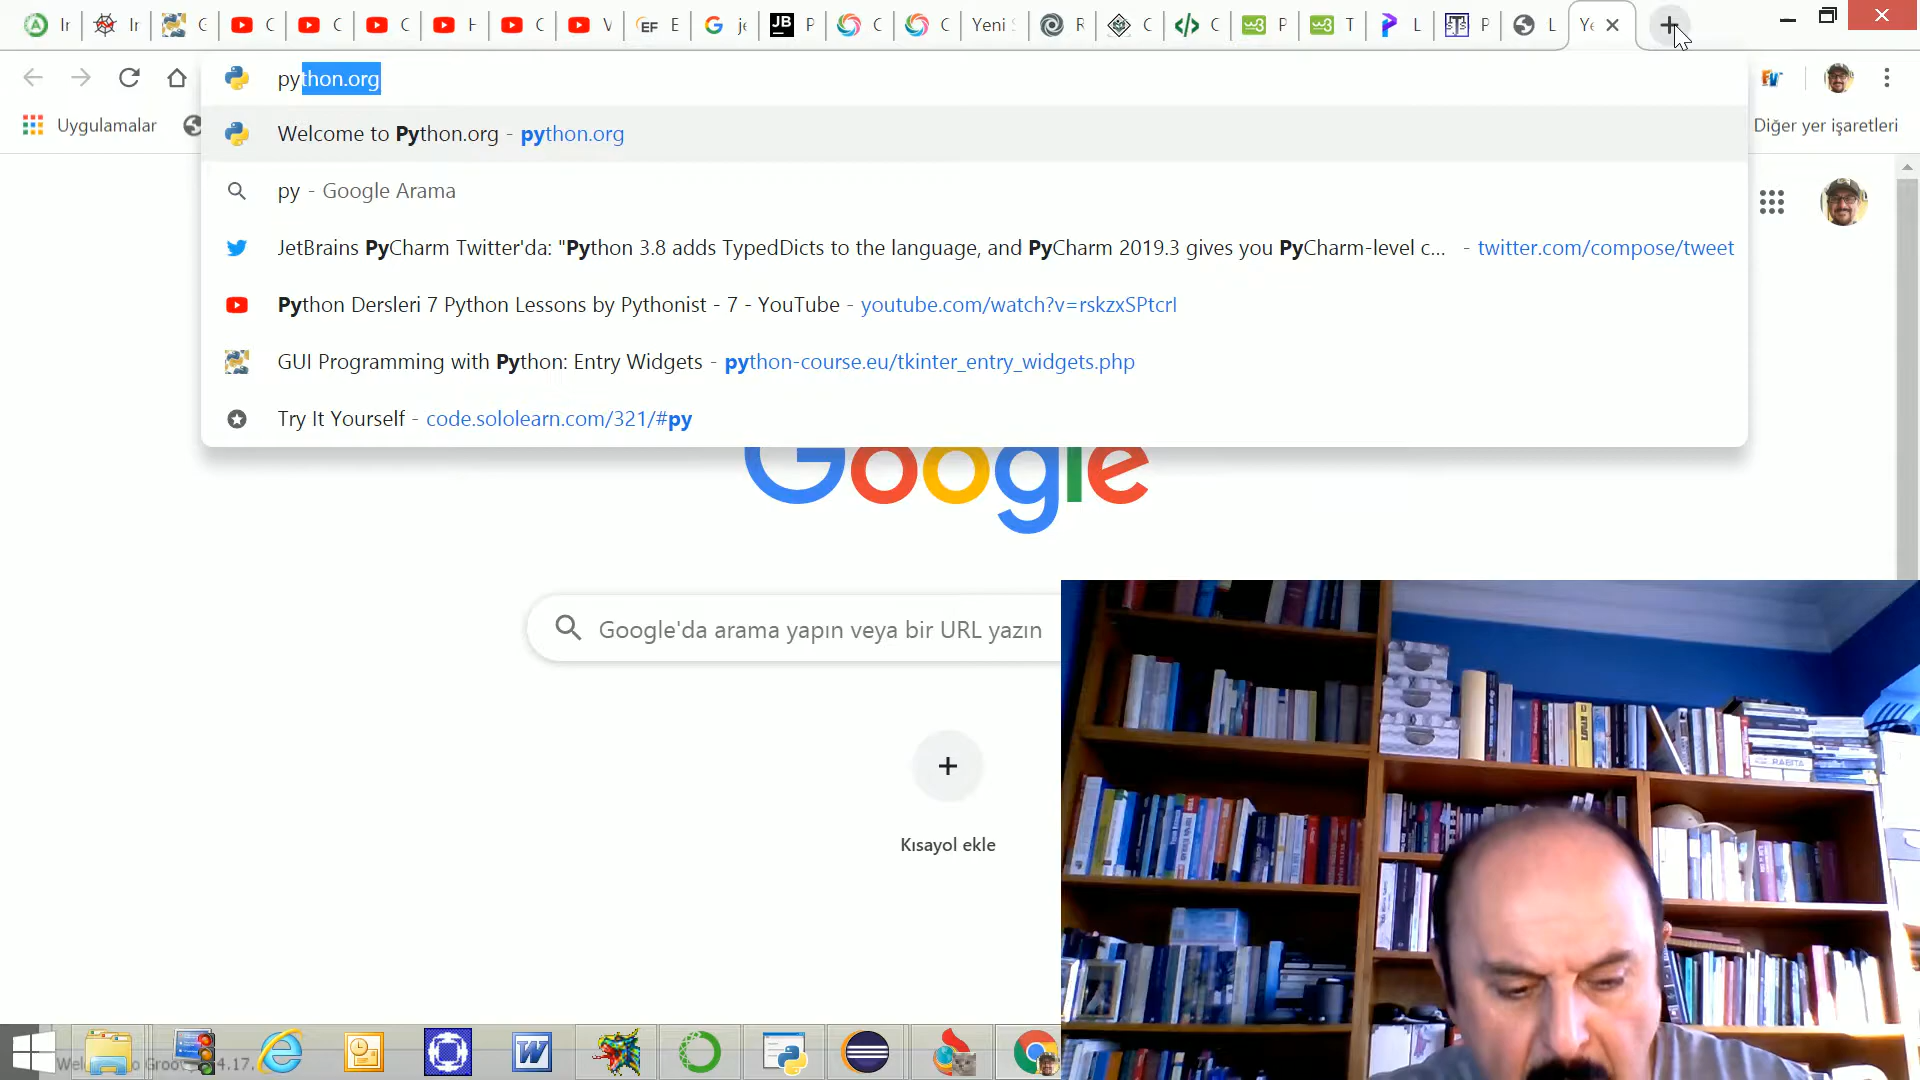 Ye
python.org
Uygulamalar
Diğer yer işaretleri
Welcome to Python.org - python.org
py - Google Arama
JetBrains PyCharm Twitter'da: "Python 3.8 adds TypedDicts to the language, and PyCharm 2019.3 gives you PyCharm-level c... - twitter.com/compose/tweet
Python Dersleri 7 Python Lessons by Pythonist - 7 - YouTube - youtube.com/watch?v=rskzxSPtcrI
GUI Programming with Python: Entry Widgets - python-course.eu/tkinter_entry_widgets.php
Try It Yourself - code.sololearn.com/321/#py
Google
Google'da arama yapın veya bir URL yazın
Kısayol ekle
RABITA